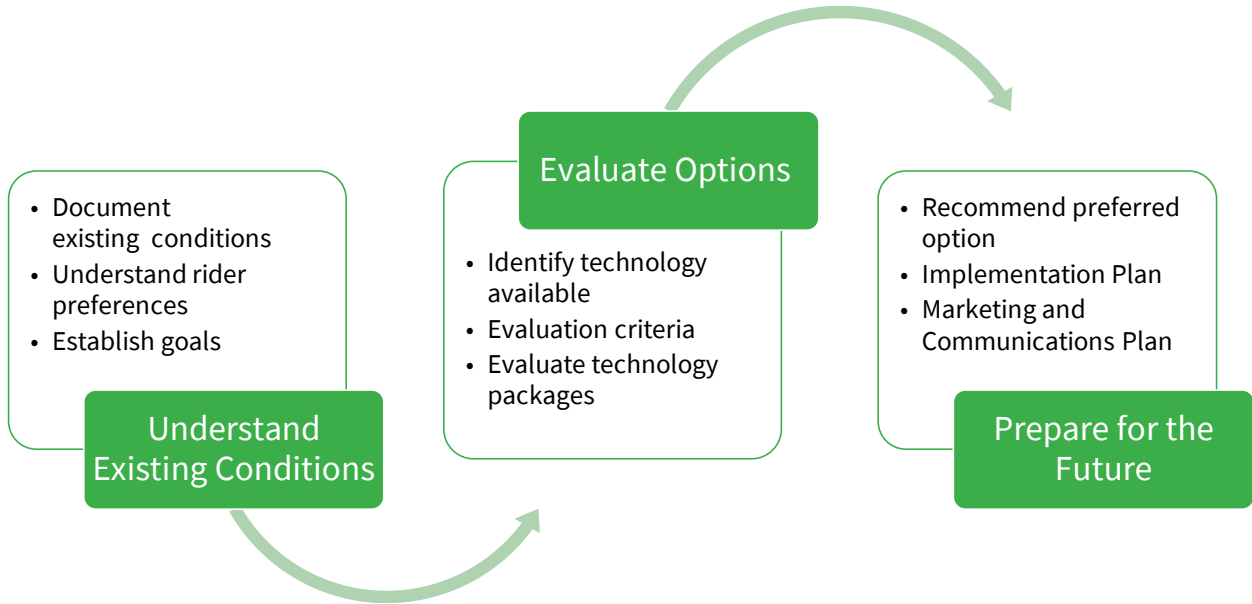 • Document
existing conditions
• Understand rider
preferences
• Establish goals
Understand
Existing Conditions
Evaluate Options
• Identify technology
available
• Evaluation criteria
• Evaluate technology
packages
• Recommend preferred
option
• Implementation Plan
• Marketing and
Communications Plan
Prepare for the
Future